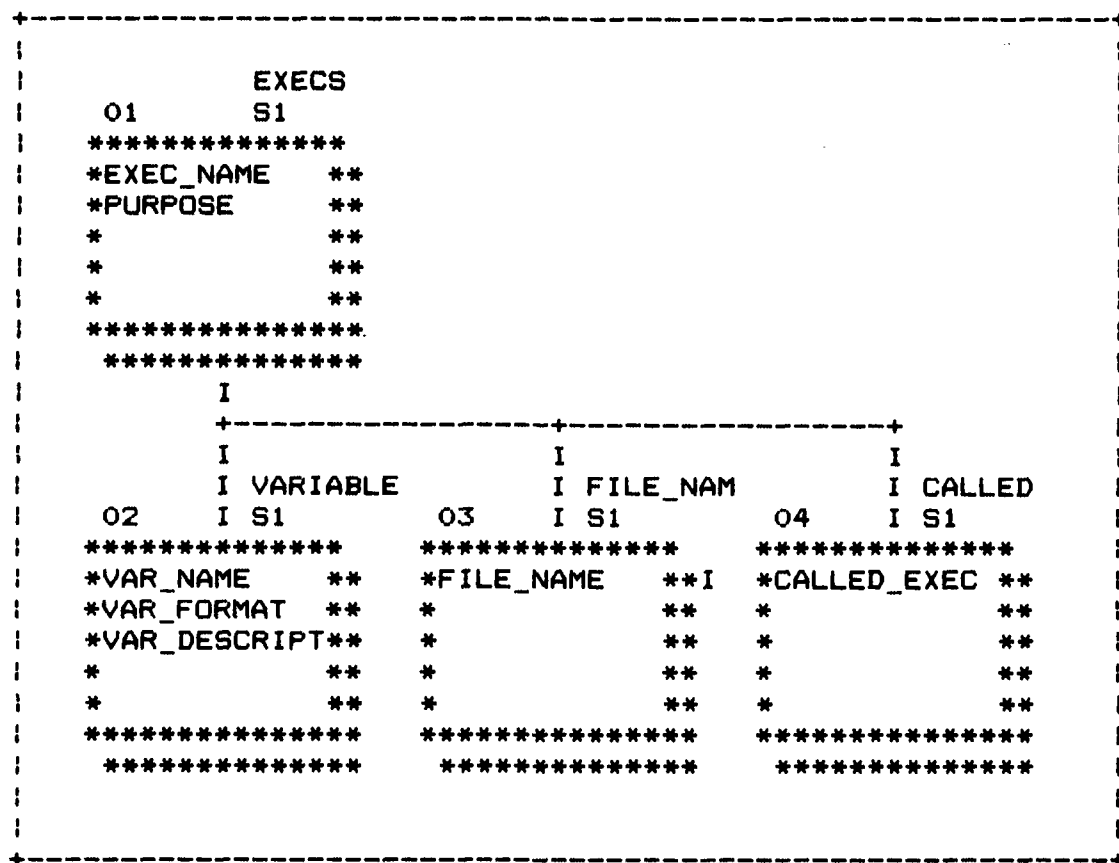 EXECS
01 S1
**************
*EXEC_NAME **
*PURPOSE **
* **
* **
* **
***************
**************
I
+------------------+------------------+
I I I
I VARIABLE I FILE_NAM I CALLED
02 I S1 03 I S1 04 I S1
************** ************** **************
*VAR_NAME ** *FILE_NAME **I *CALLED_EXEC **
*VAR_FORMAT ** * ** * **
*VAR_DESCRIPT** * ** * **
* ** * ** * **
* ** * ** * **
*************** *************** ***************
************** ************** **************